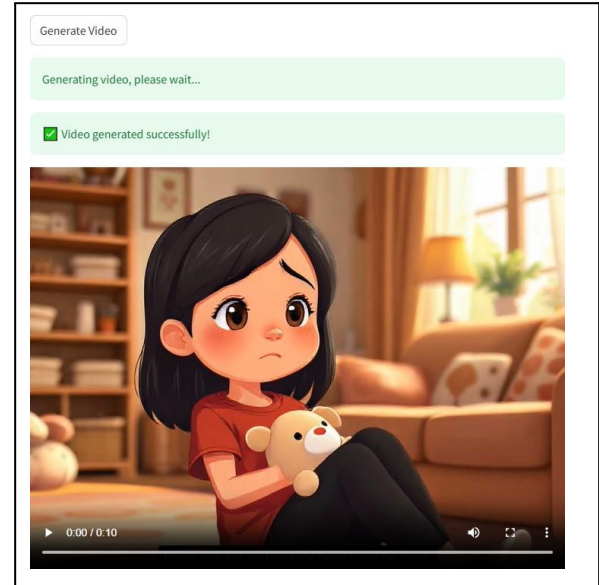 Generate Video
Generating video, please wait...
✅ Video generated successfully!
0:00 / 0:10